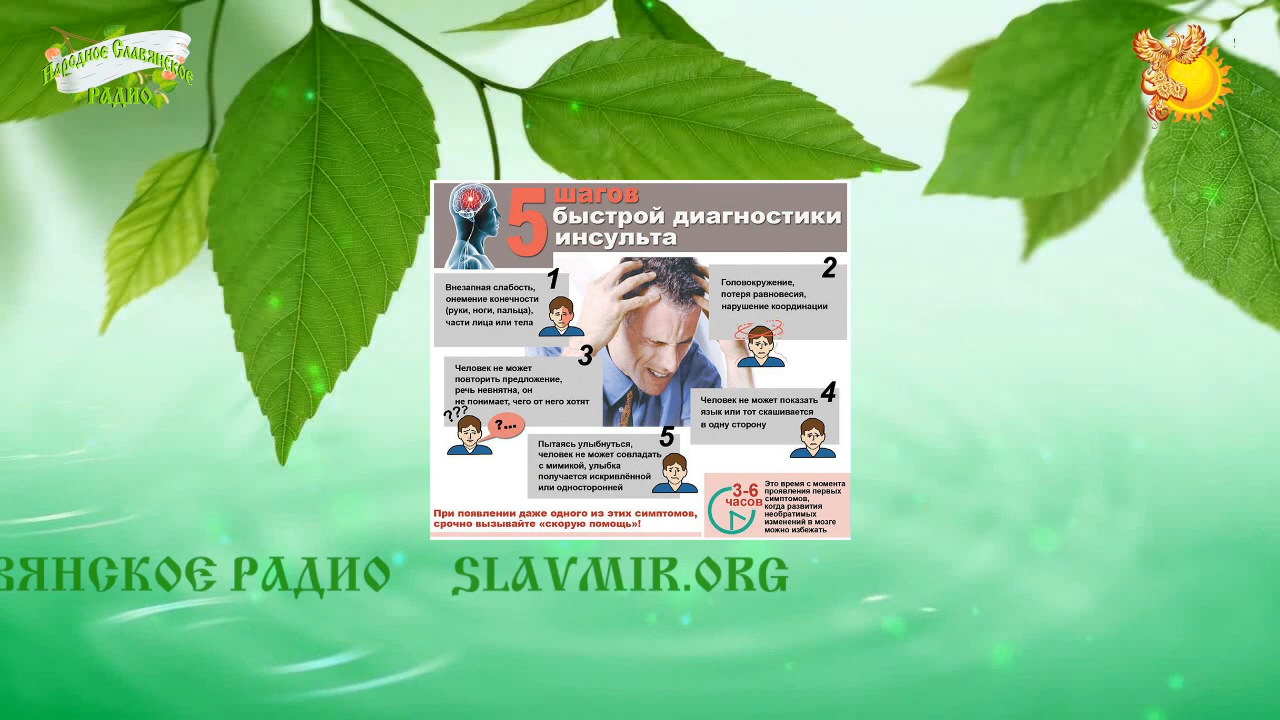 Народное Славянское
РАДИО
5 шагов
быстрой диагностики
инсульта
1
Внезапная слабость,
онемение конечности
(руки, ноги, пальца),
части лица или тела
2
Головокружение,
потеря равновесия,
нарушение координации
3
Человек не может
повторить предложение,
речь невнятна, он
не понимает, чего от него хотят
???
?...
4
Человек не может показать
язык или тот скашивается
в одну сторону
5
Пытаясь улыбнуться,
человек не может совладать
с мимикой, улыбка
получается искривлённой
или односторонней
При появлении даже одного из этих симптомов,
срочно вызывайте «скорую помощь»!
3-6
часов
Это время с момента
проявления первых
симптомов,
когда развития
необратимых
изменений в мозге
можно избежать
ВЯНСКОЕ РАДИО SLAVMIR.ORG